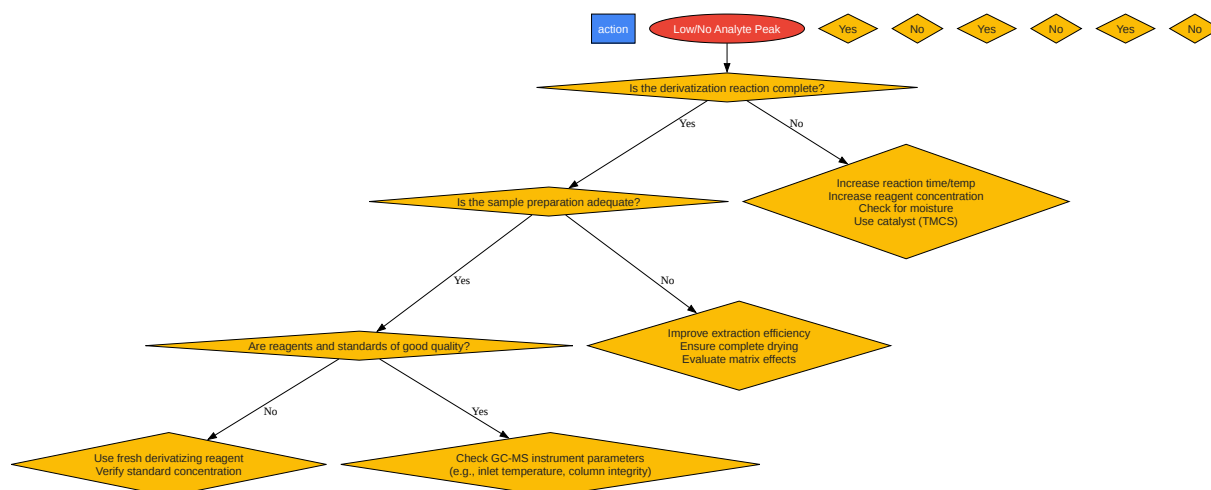 action
Low/No Analyte Peak
Yes
No
Yes
No
Yes
No
Is the derivatization reaction complete?
Yes
No
Increase reaction time/temp
Increase reagent concentration
Check for moisture
Use catalyst (TMCS)
Is the sample preparation adequate?
Yes
No
Improve extraction efficiency
Ensure complete drying
Evaluate matrix effects
Are reagents and standards of good quality?
No
Yes
Use fresh derivatizing reagent
Verify standard concentration
Check GC-MS instrument parameters
(e.g., inlet temperature, column integrity)